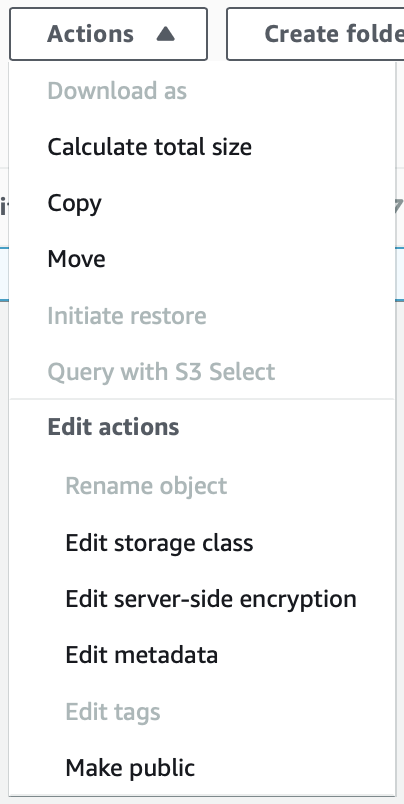 Actions
Create folde
Download as
Calculate total size
Copy
Move
Initiate restore
Query with S3 Select
Edit actions
Rename object
Edit storage class
Edit server-side encryption
Edit metadata
Edit tags
Make public